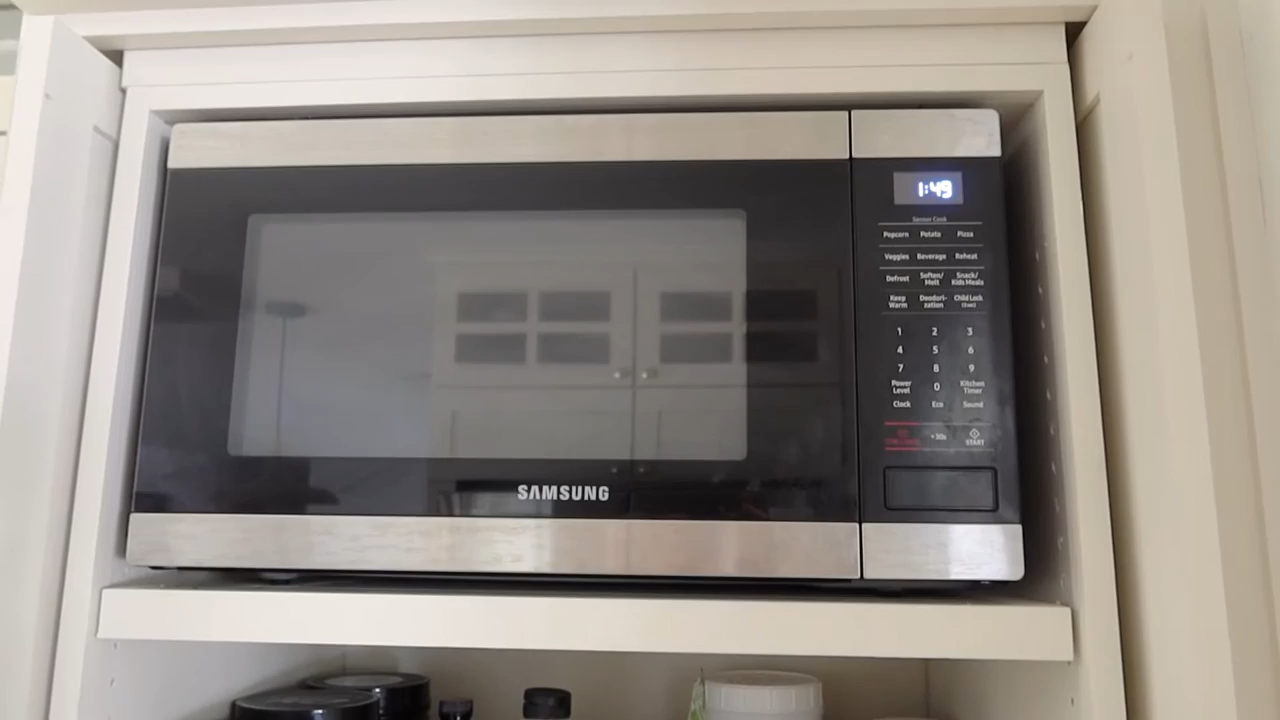 1:49
Sensor Cook
Popcorn Potato Pizza
Veggies Beverage Reheat
Defrost Soften/ Melt Snack/ Kids Meals
Keep Warm Deodori- zation Child Lock (3 sec)
1 2 3
4 5 6
7 8 9
Power Level 0 Kitchen Timer
Clock Eco Sound
+30s START
SAMSUNG